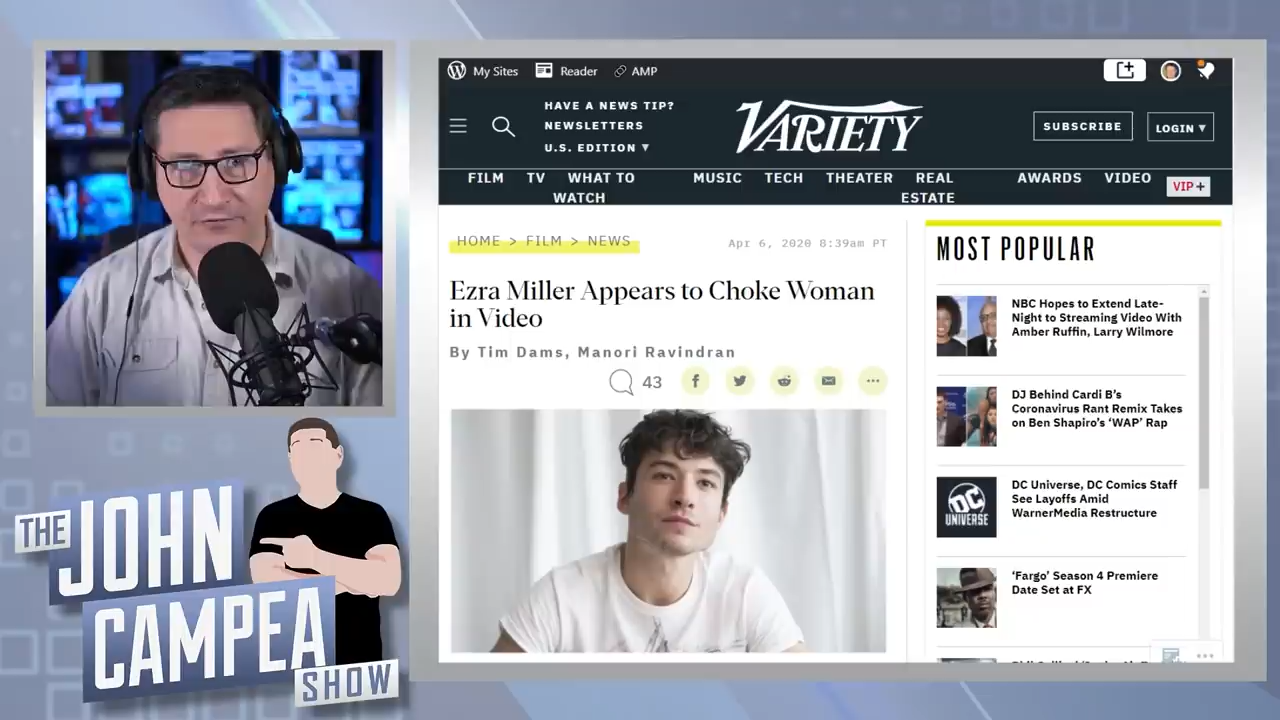 My Sites
Reader
AMP
HAVE A NEWS TIP?
NEWSLETTERS
U.S. EDITION ▼
VARIETY
SUBSCRIBE
LOGIN ▼
FILM
TV
WHAT TO
WATCH
MUSIC
TECH
THEATER
REAL
ESTATE
AWARDS
VIDEO
VIP+
HOME > FILM > NEWS
Apr 6, 2020 8:39am PT
Ezra Miller Appears to Choke Woman
in Video
By Tim Dams, Manori Ravindran
43
MOST POPULAR
NBC Hopes to Extend Late-
Night to Streaming Video With
Amber Ruffin, Larry Wilmore
DJ Behind Cardi B's
Coronavirus Rant Remix Takes
on Ben Shapiro's 'WAP' Rap
DC Universe, DC Comics Staff
See Layoffs Amid
WarnerMedia Restructure
DC
UNIVERSE
'Fargo' Season 4 Premiere
Date Set at FX
THE
JOHN
CAMPEA
SHOW